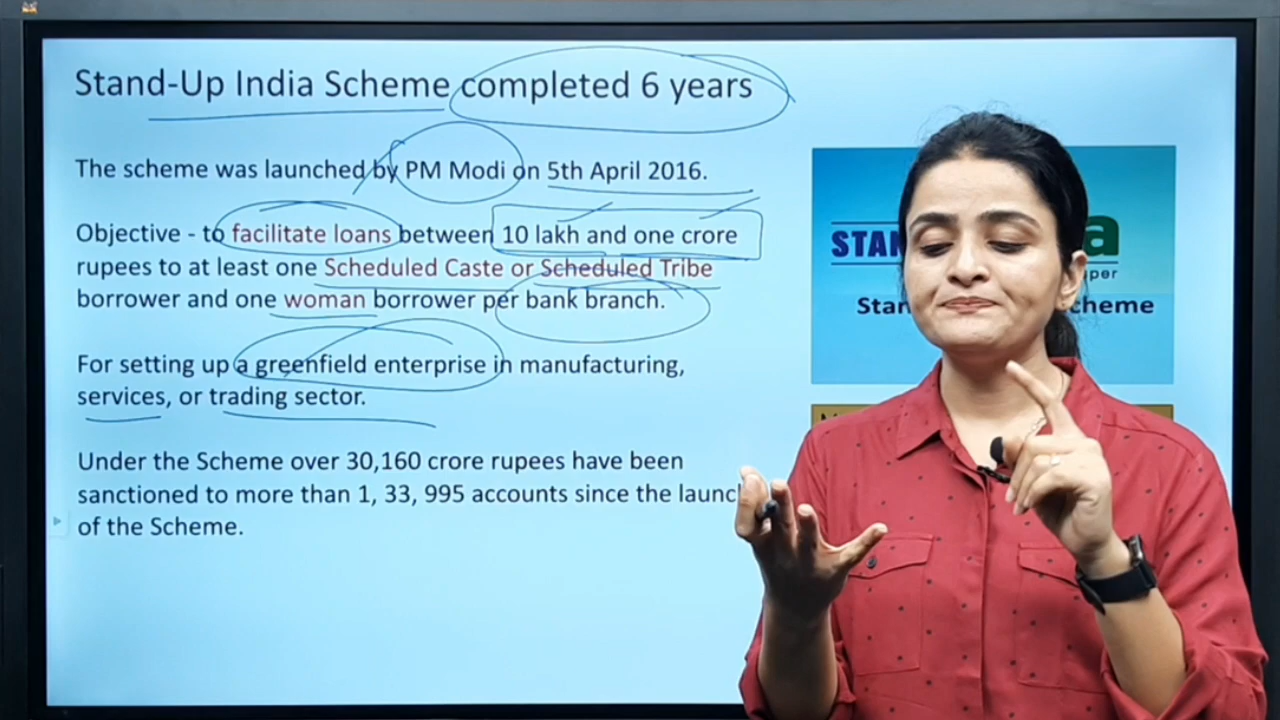 Stand-Up India Scheme completed 6 years
The scheme was launched by PM Modi on 5th April 2016.
Objective - to facilitate loans between 10 lakh and one crore
rupees to at least one Scheduled Caste or Scheduled Tribe
borrower and one woman borrower per bank branch.
For setting up a greenfield enterprise in manufacturing,
services, or trading sector.
Under the Scheme over 30,160 crore rupees have been
sanctioned to more than 1, 33, 995 accounts since the launc
of the Scheme.